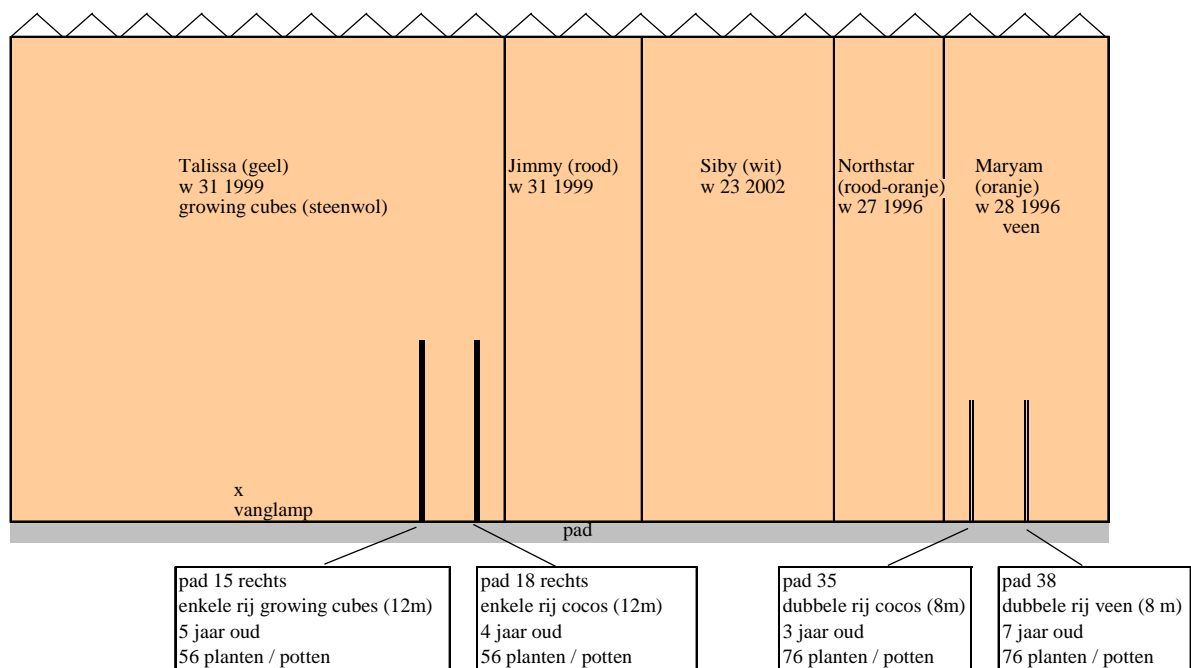 Talissa (geel)
w 31 1999
growing cubes (steenwol)
Jimmy (rood)
w 31 1999
Siby (wit)
w 23 2002
Northstar
(rood-oranje)
w 27 1996
Maryam
(oranje)
w 28 1996
veen
x
vanglamp
pad
pad 15 rechts
enkele rij growing cubes (12m)
5 jaar oud
56 planten / potten
pad 18 rechts
enkele rij cocos (12m)
4 jaar oud
56 planten / potten
pad 35
dubbele rij cocos (8m)
3 jaar oud
76 planten / potten
pad 38
dubbele rij veen (8 m)
7 jaar oud
76 planten / potten